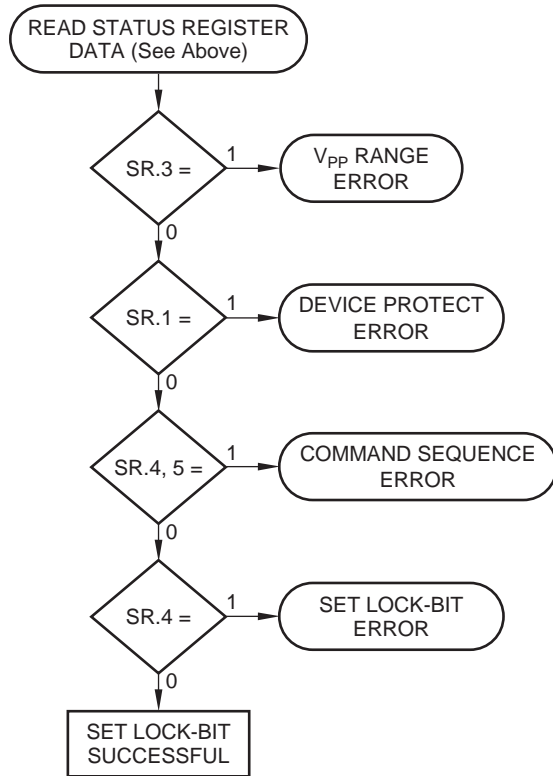 READ STATUS REGISTER
DATA (See Above)
SR.3 =
1
V_PP RANGE
ERROR
0
SR.1 =
1
DEVICE PROTECT
ERROR
0
SR.4, 5 =
1
COMMAND SEQUENCE
ERROR
0
SR.4 =
1
SET LOCK-BIT
ERROR
0
SET LOCK-BIT
SUCCESSFUL